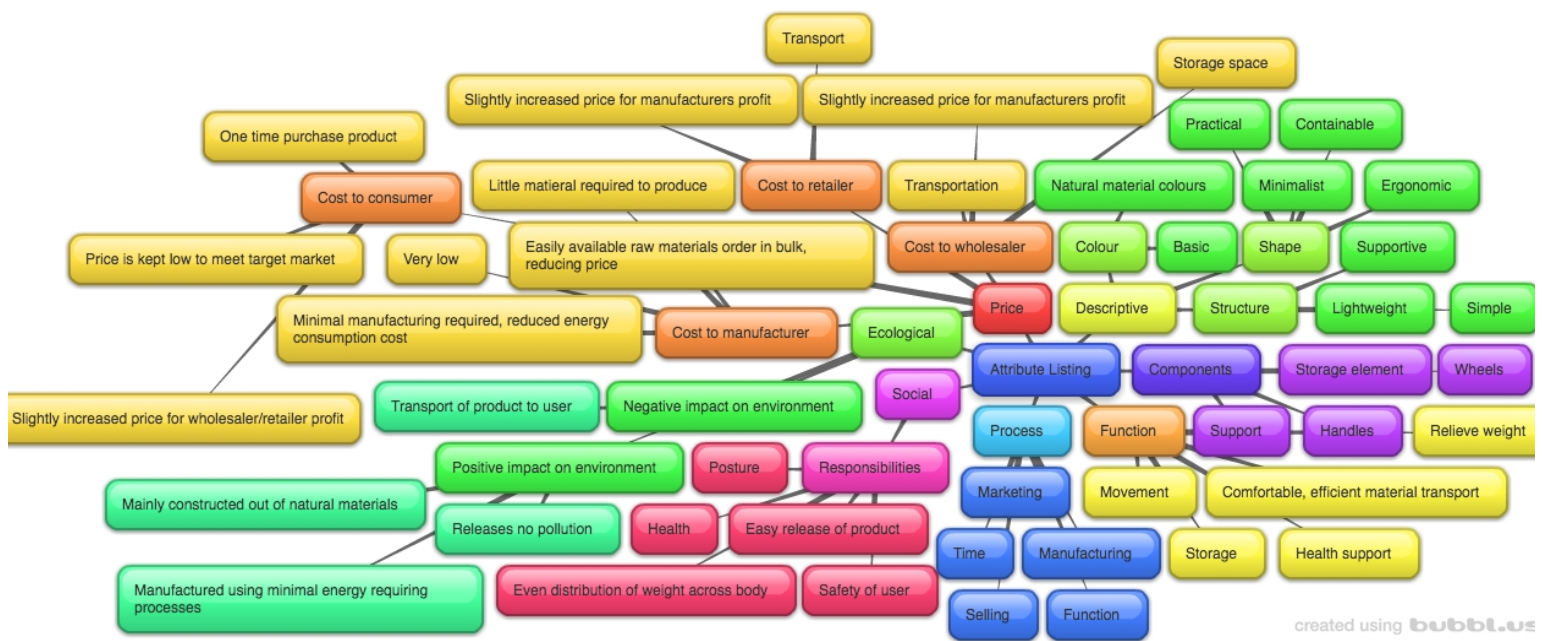 Transport
Storage space
Slightly increased price for manufacturers profit
Slightly increased price for manufacturers profit
One time purchase product
Practical
Containable
Cost to consumer
Little matieral required to produce
Cost to retailer
Transportation
Natural material colours
Minimalist
Ergonomic
Price is kept low to meet target market
Very low
Easily available raw materials order in bulk,
reducing price
Cost to wholesaler
Colour
Basic
Shape
Supportive
Minimal manufacturing required, reduced energy
consumption cost
Cost to manufacturer
Ecological
Price
Descriptive
Structure
Lightweight
Simple
Attribute Listing
Components
Storage element
Wheels
Slightly increased price for wholesaler/retailer profit
Transport of product to user
Negative impact on environment
Social
Process
Function
Support
Handles
Relieve weight
Positive impact on environment
Posture
Responsibilities
Mainly constructed out of natural materials
Marketing
Movement
Comfortable, efficient material transport
Releases no pollution
Health
Easy release of product
Time
Manufacturing
Storage
Health support
Manufactured using minimal energy requiring
processes
Even distribution of weight across body
Safety of user
Selling
Function
created using bubbl.us